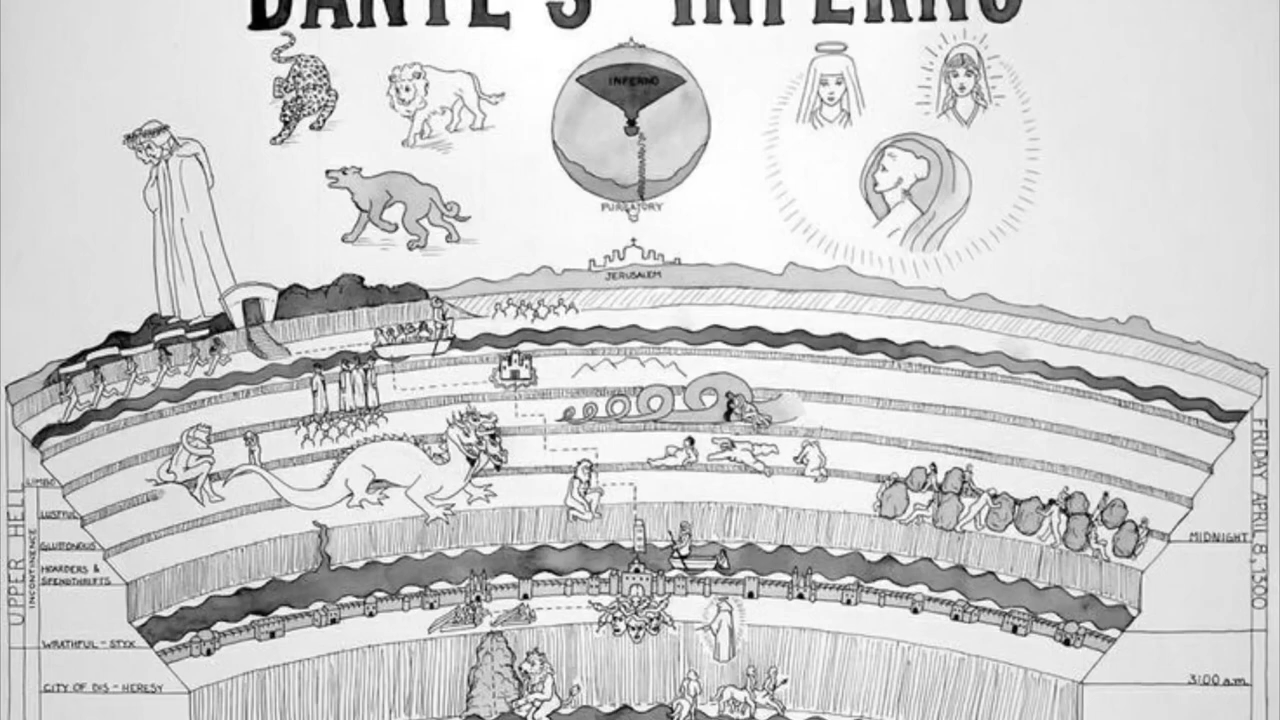 DANTE'S INFERNO
INFERNO
PURGATORY
JERUSALEM
LIMBO
LUSTFUL
GLUTTONOUS
HOARDERS &
SPENDTHRIFTS
WRATHFUL - STYX
CITY OF DIS - HERESY
UPPER HELL
INCONTINENCE
MIDNIGHT
3:00 a.m.
FRIDAY APRIL 8, 1300